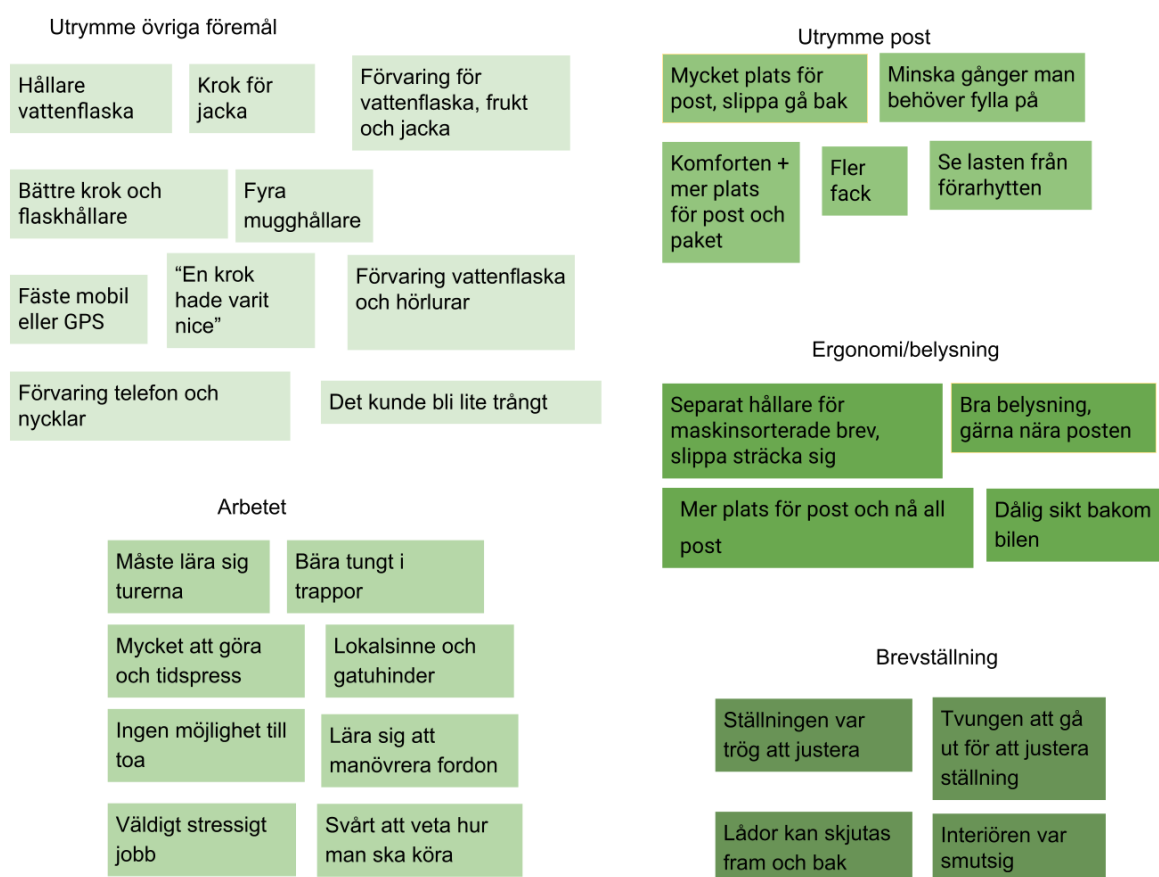 Utrymme övriga föremål
Hållare
vattenflaska
Krok för
jacka
Förvaring för
vattenflaska, frukt
och jacka
Bättre krok och
flaskhållare
Fyra
mugghållare
Fäste mobil
eller GPS
“En krok
hade varit
nice”
Förvaring vattenflaska
och hörlurar
Förvaring telefon och
nycklar
Det kunde bli lite trångt
Utrymme post
Mycket plats för
post, slippa gå bak
Minska gånger man
behöver fylla på
Komforten +
mer plats
för post och
paket
Fler
fack
Se lasten från
förarhytten
Ergonomi/belysning
Separat hållare för
maskinsorterade brev,
slippa sträcka sig
Bra belysning,
gärna nära posten
Mer plats för post och nå all
post
Dålig sikt bakom
bilen
Arbetet
Måste lära sig
turerna
Bära tungt i
trappor
Mycket att göra
och tidspress
Lokalsinne och
gatuhinder
Ingen möjlighet till
toa
Lära sig att
manövrera fordon
Väldigt stressigt
jobb
Svårt att veta hur
man ska köra
Brevställning
Ställningen var
trög att justera
Tvungen att gå
ut för att justera
ställning
Lådor kan skjutas
fram och bak
Interiören var
smutsig